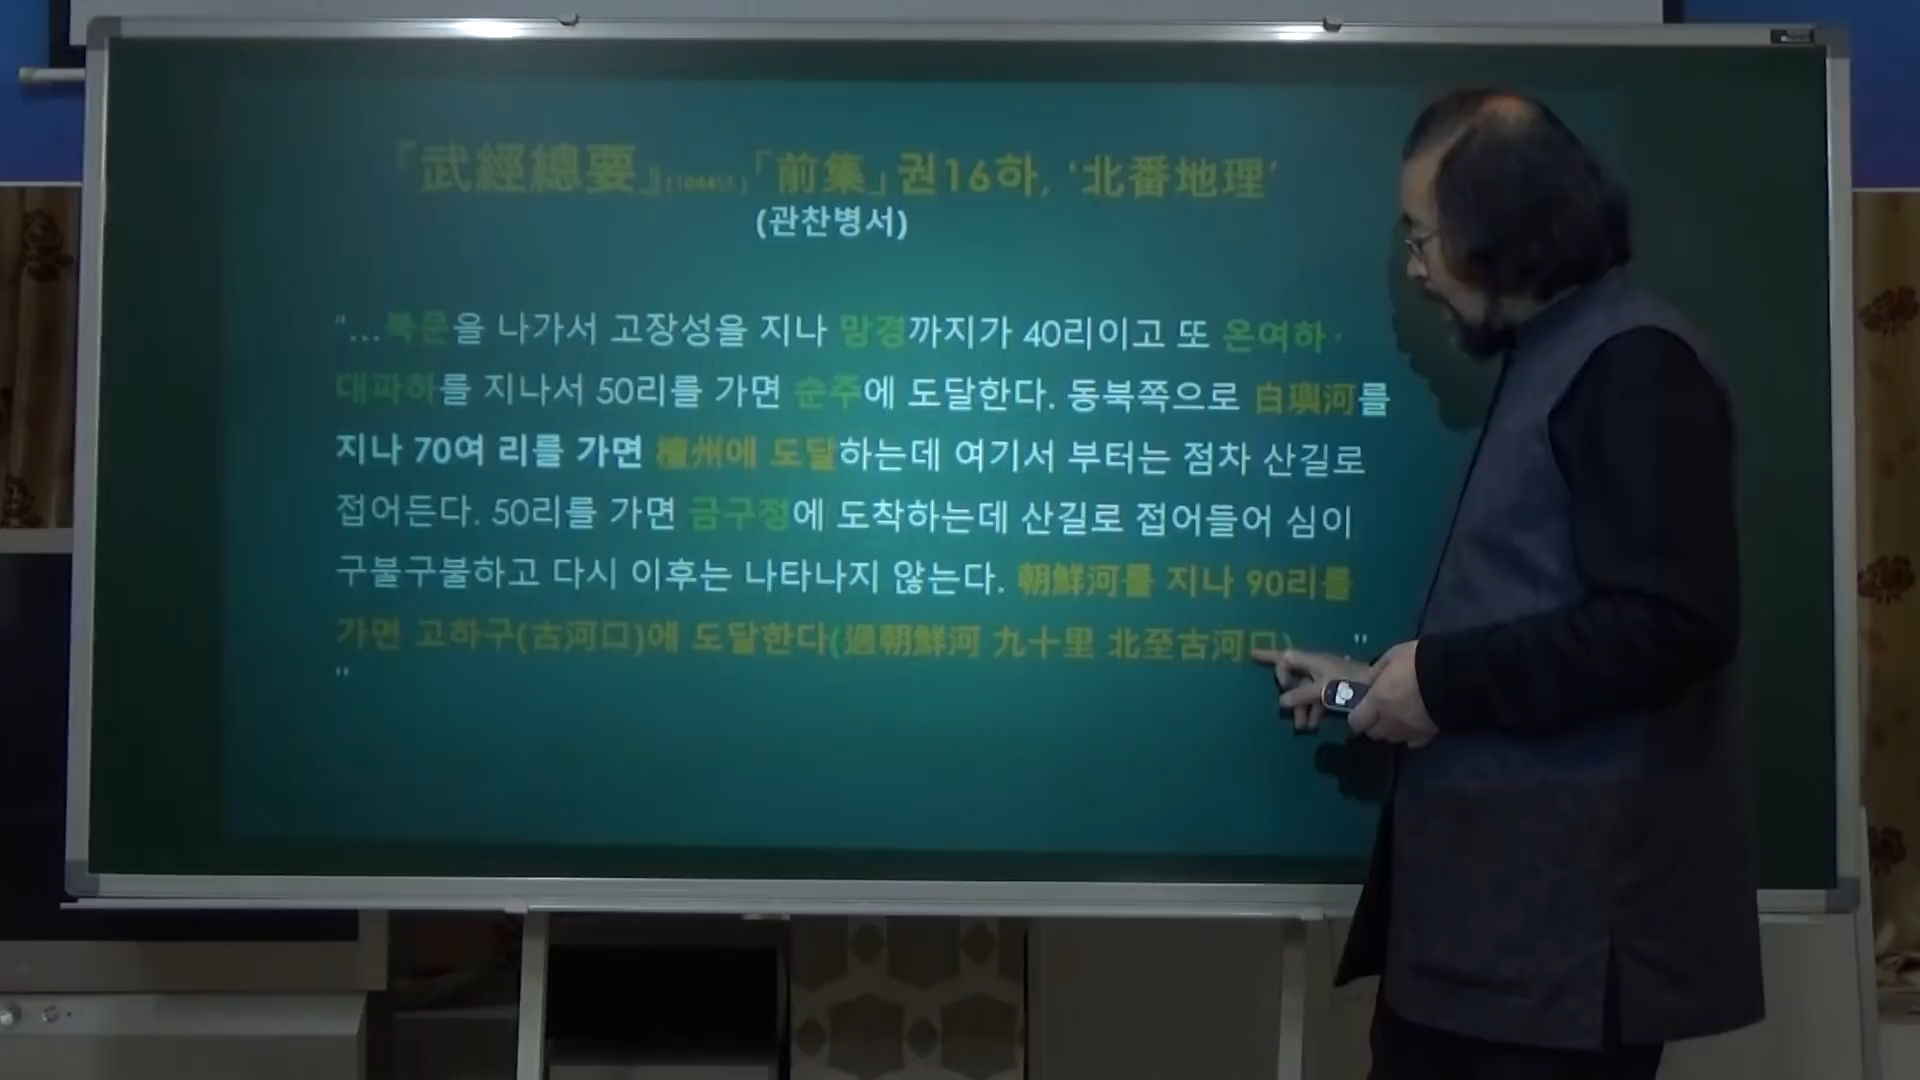 『武經總要』(1044년)「前集」권16하, '北番地理'
(관찬병서)
"...북문을 나가서 고장성을 지나 망경까지가 40리이고 또 온여하·
대파하를 지나서 50리를 가면 순주에 도달한다. 동북쪽으로 白璵河를
지나 70여 리를 가면 檀州에 도달하는데 여기서 부터는 점차 산길로
접어든다. 50리를 가면 금구정에 도착하는데 산길로 접어들어 심이
구불구불하고 다시 이후는 나타나지 않는다. 朝鮮河를 지나 90리를
가면 고하구(古河口)에 도달한다(過朝鮮河 九十里 北至古河口)...."
"